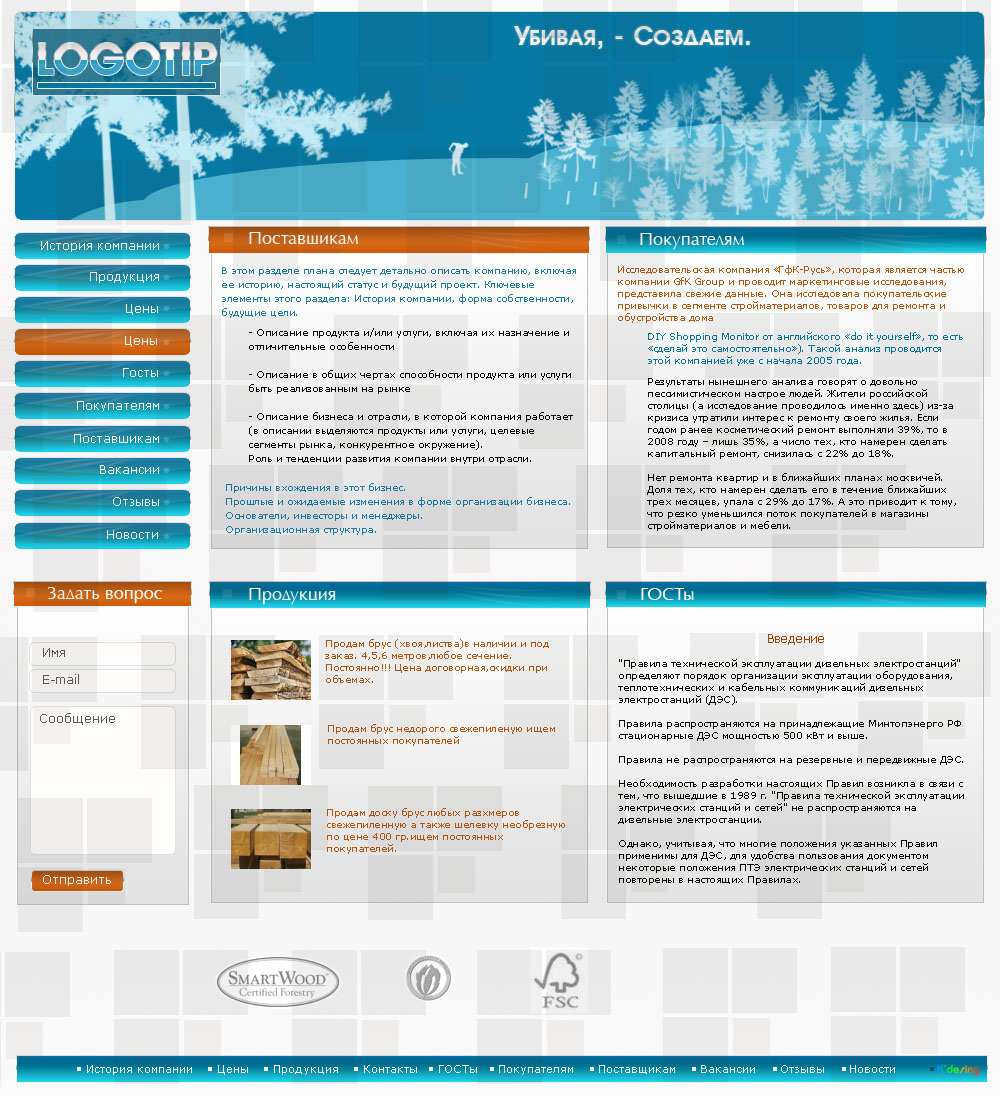 LOGOTIP
Убивая, - Создаем.
История компании
Продукция
Цены
Цены
Госты
Покупателям
Поставшикам
Вакансии
Отзывы
Новости
Поставшикам
В этом разделе плана следует детально описать компанию, включая
ее историю, настоящий статус и будущий проект. Ключевые
элементы этого раздела: История компании, форма собственности,
будущие цели.
- Описание продукта и/или услуги, включая их назначение и
отличительные особенности
- Описание в общих чертах способности продукта или услуги
быть реализованным на рынке
- Описание бизнеса и отрасли, в которой компания работает
(в описании выделяются продукты или услуги, целевые
сегменты рынка, конкурентное окружение).
Роль и тенденции развития компании внутри отрасли.
Причины вхождения в этот бизнес.
Прошлые и ожидаемые изменения в форме организации бизнеса.
Основатели, инвесторы и менеджеры.
Организационная структура.
Покупателям
Исследовательская компания «ГфК-Русь», которая является частью
компании GfK Group и проводит маркетинговые исследования,
представила свежие данные. Она исследовала покупательские
привычки в сегменте стройматериалов, товаров для ремонта и
обустройства дома
DIY Shopping Monitor от английского «do it yourself», то есть
«сделай это самостоятельно»). Такой анализ проводится
этой компанией уже с начала 2005 года.
Результаты нынешнего анализа говорят о довольно
пессимистическом настрое людей. Жители российской
столицы (а исследование проводилось именно здесь) из-за
кризиса утратили интерес к ремонту своего жилья. Если
годом ранее косметический ремонт выполняли 39%, то в
2008 году – лишь 35%, а число тех, кто намерен сделать
капитальный ремонт, снизилась с 22% до 18%.
Нет ремонта квартир и в ближайших планах москвичей.
Доля тех, кто намерен сделать его в течение ближайших
трех месяцев, упала с 29% до 17%. А это приводит к тому,
что резко уменьшился поток покупателей в магазины
стройматериалов и мебели.
Задать вопрос
Имя
E-mail
Сообщение
Отправить
Продукция
Продам брус (хвоя,листва)в наличии и под
заказ. 4,5,6 метров,любое сечение.
Постоянно!!! Цена договорная,скидки при
объемах.
Продам брус недорого свежепиленую ищем
постоянных покупателей
Продам доску брус любых разхмеров
свежепиленную а также шелевку необрезную
по цене 400 гр.ищем постоянных
покупателей.
ГОСТы
Введение
"Правила технической эксплуатации дизельных электростанций"
определяют порядок организации эксплуатации оборудования,
теплотехнических и кабельных коммуникаций дизельных
электростанций (ДЭС).
Правила распространяются на принадлежащие Минтопэнерго РФ
стационарные ДЭС мощностью 500 кВт и выше.
Правила не распространяются на резервные и передвижные ДЭС.
Необходимость разработки настоящих Правил возникла в связи с
тем, что вышедшие в 1989 г. "Правила технической эксплуатации
электрических станций и сетей" не распространяются на
дизельные электростанции.
Однако, учитывая, что многие положения указанных Правил
применимы для ДЭС, для удобства пользования документом
некоторые положения ПТЭ электрических станций и сетей
повторены в настоящих Правилах.
SMARTWOOD
Certified Forestry
FSC
История компании Цены Продукция Контакты ГОСТы Покупателям Поставщикам Вакансии Отзывы Новости